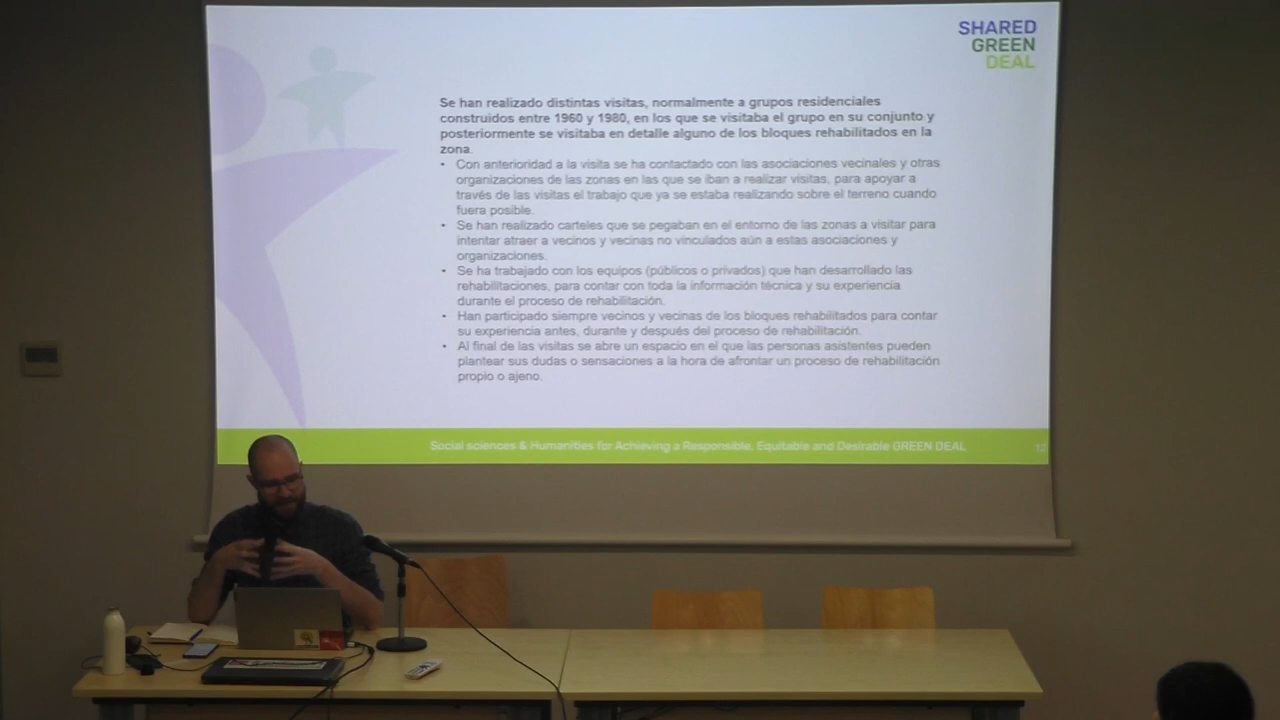 SHARED
GREEN
DEAL
Se han realizado distintas visitas, normalmente a grupos residenciales
construidos entre 1960 y 1980, en los que se visitaba el grupo en su conjunto y
posteriormente se visitaba en detalle alguno de los bloques rehabilitados en la
zona.
• Con anterioridad a la visita se ha contactado con las asociaciones vecinales y otras
organizaciones de las zonas en las que se iban a realizar visitas, para apoyar a
través de las visitas el trabajo que ya se estaba realizando sobre el terreno cuando
fuera posible.
• Se han realizado carteles que se pegaban en el entorno de las zonas a visitar para
intentar atraer a vecinos y vecinas no vinculados aún a estas asociaciones y
organizaciones.
• Se ha trabajado con los equipos (públicos o privados) que han desarrollado las
rehabilitaciones, para contar con toda la información técnica y su experiencia
durante el proceso de rehabilitación.
• Han participado siempre vecinos y vecinas de los bloques rehabilitados para contar
su experiencia antes, durante y después del proceso de rehabilitación.
• Al final de las visitas se abre un espacio en el que las personas asistentes pueden
plantear sus dudas o sensaciones a la hora de afrontar un proceso de rehabilitación
propio o ajeno.
Social sciences & Humanities for Achieving a Responsible, Equitable and Desirable GREEN DEAL